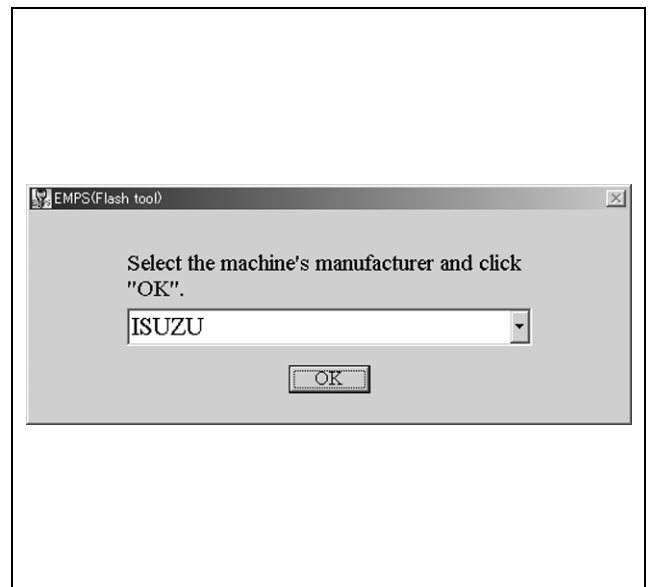 EMPS(Flash tool)
Select the machine's manufacturer and click
"OK".
ISUZU
OK